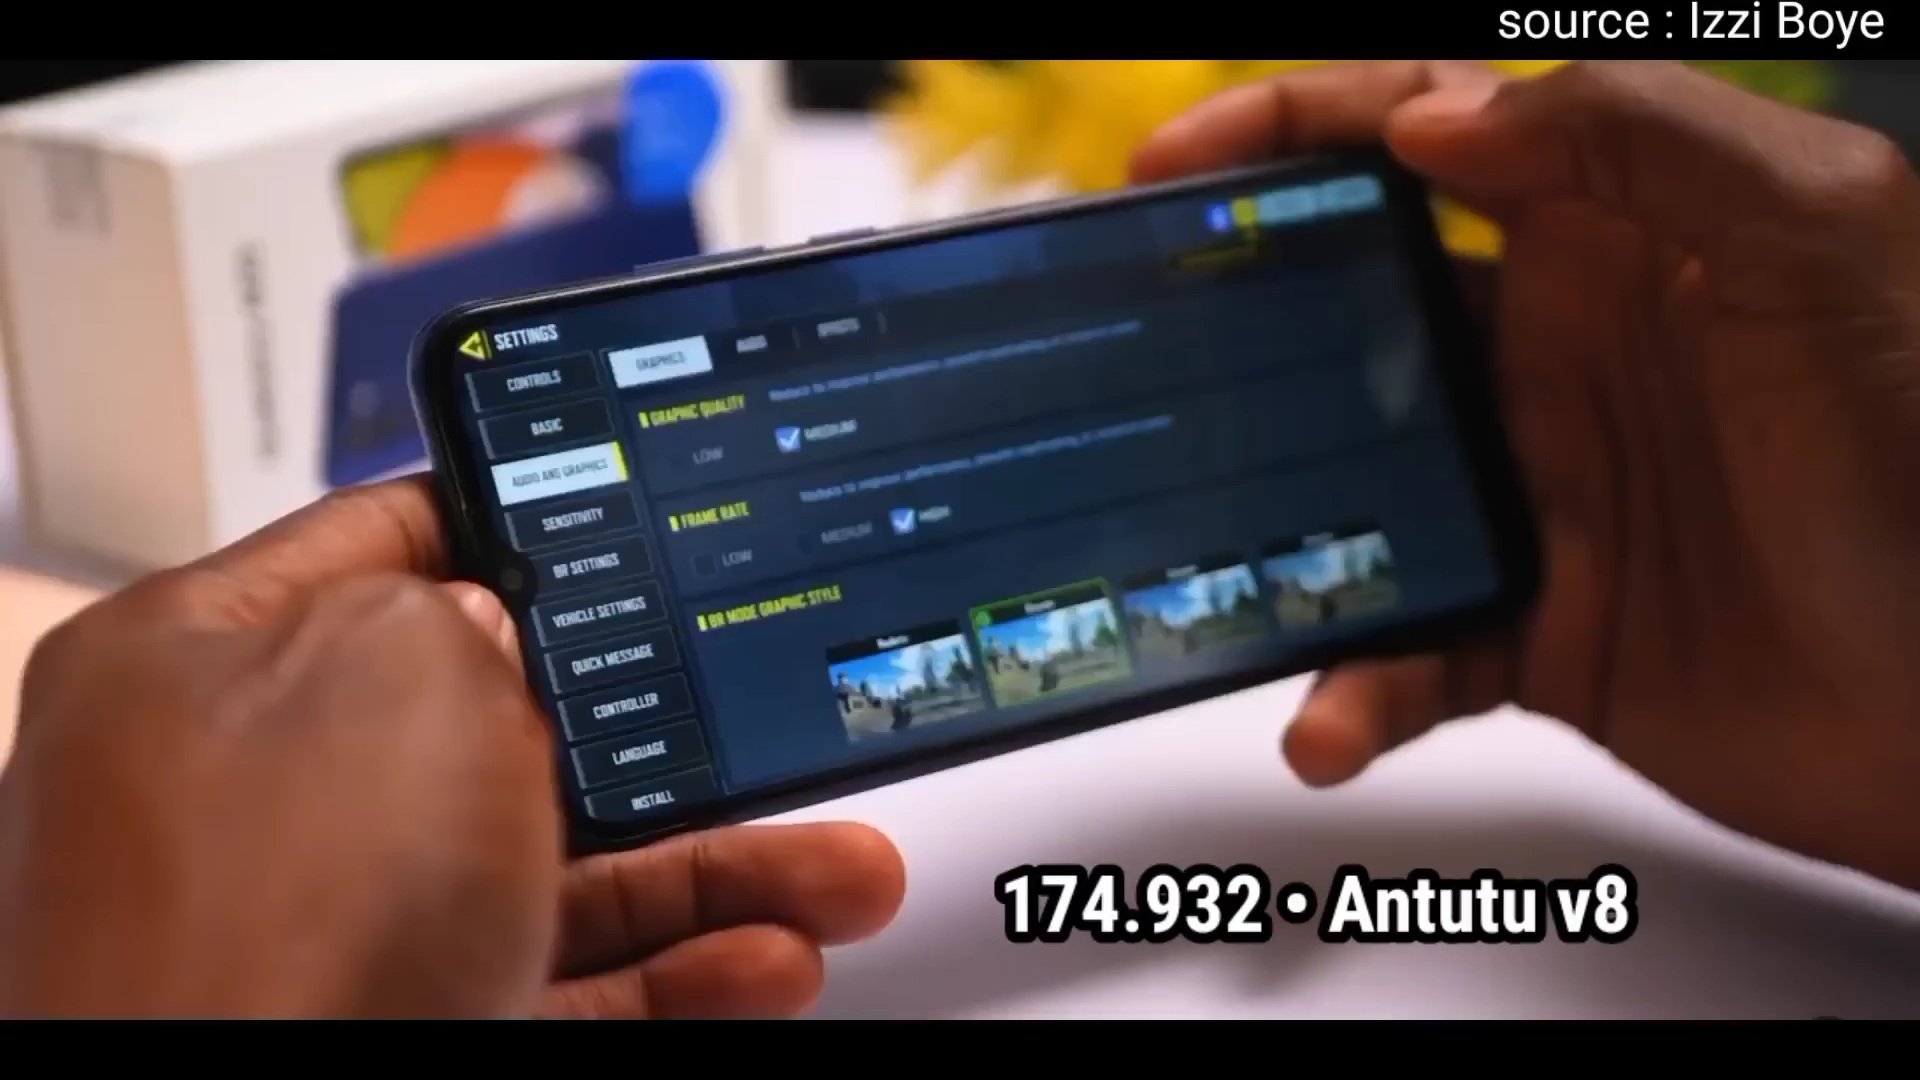 source : Izzi Boye
SETTINGS
CONTROLS
BASIC
AUDIO AND GRAPHICS
SENSITIVITY
BR SETTINGS
VEHICLE SETTINGS
QUICK MESSAGE
CONTROLLER
LANGUAGE
INSTALL
GRAPHICS
AUDIO
EFFECTS
GRAPHIC QUALITY
LOW
MEDIUM
FRAME RATE
LOW
MEDIUM
HIGH
BR MODE GRAPHIC STYLE
174.932 • Antutu v8